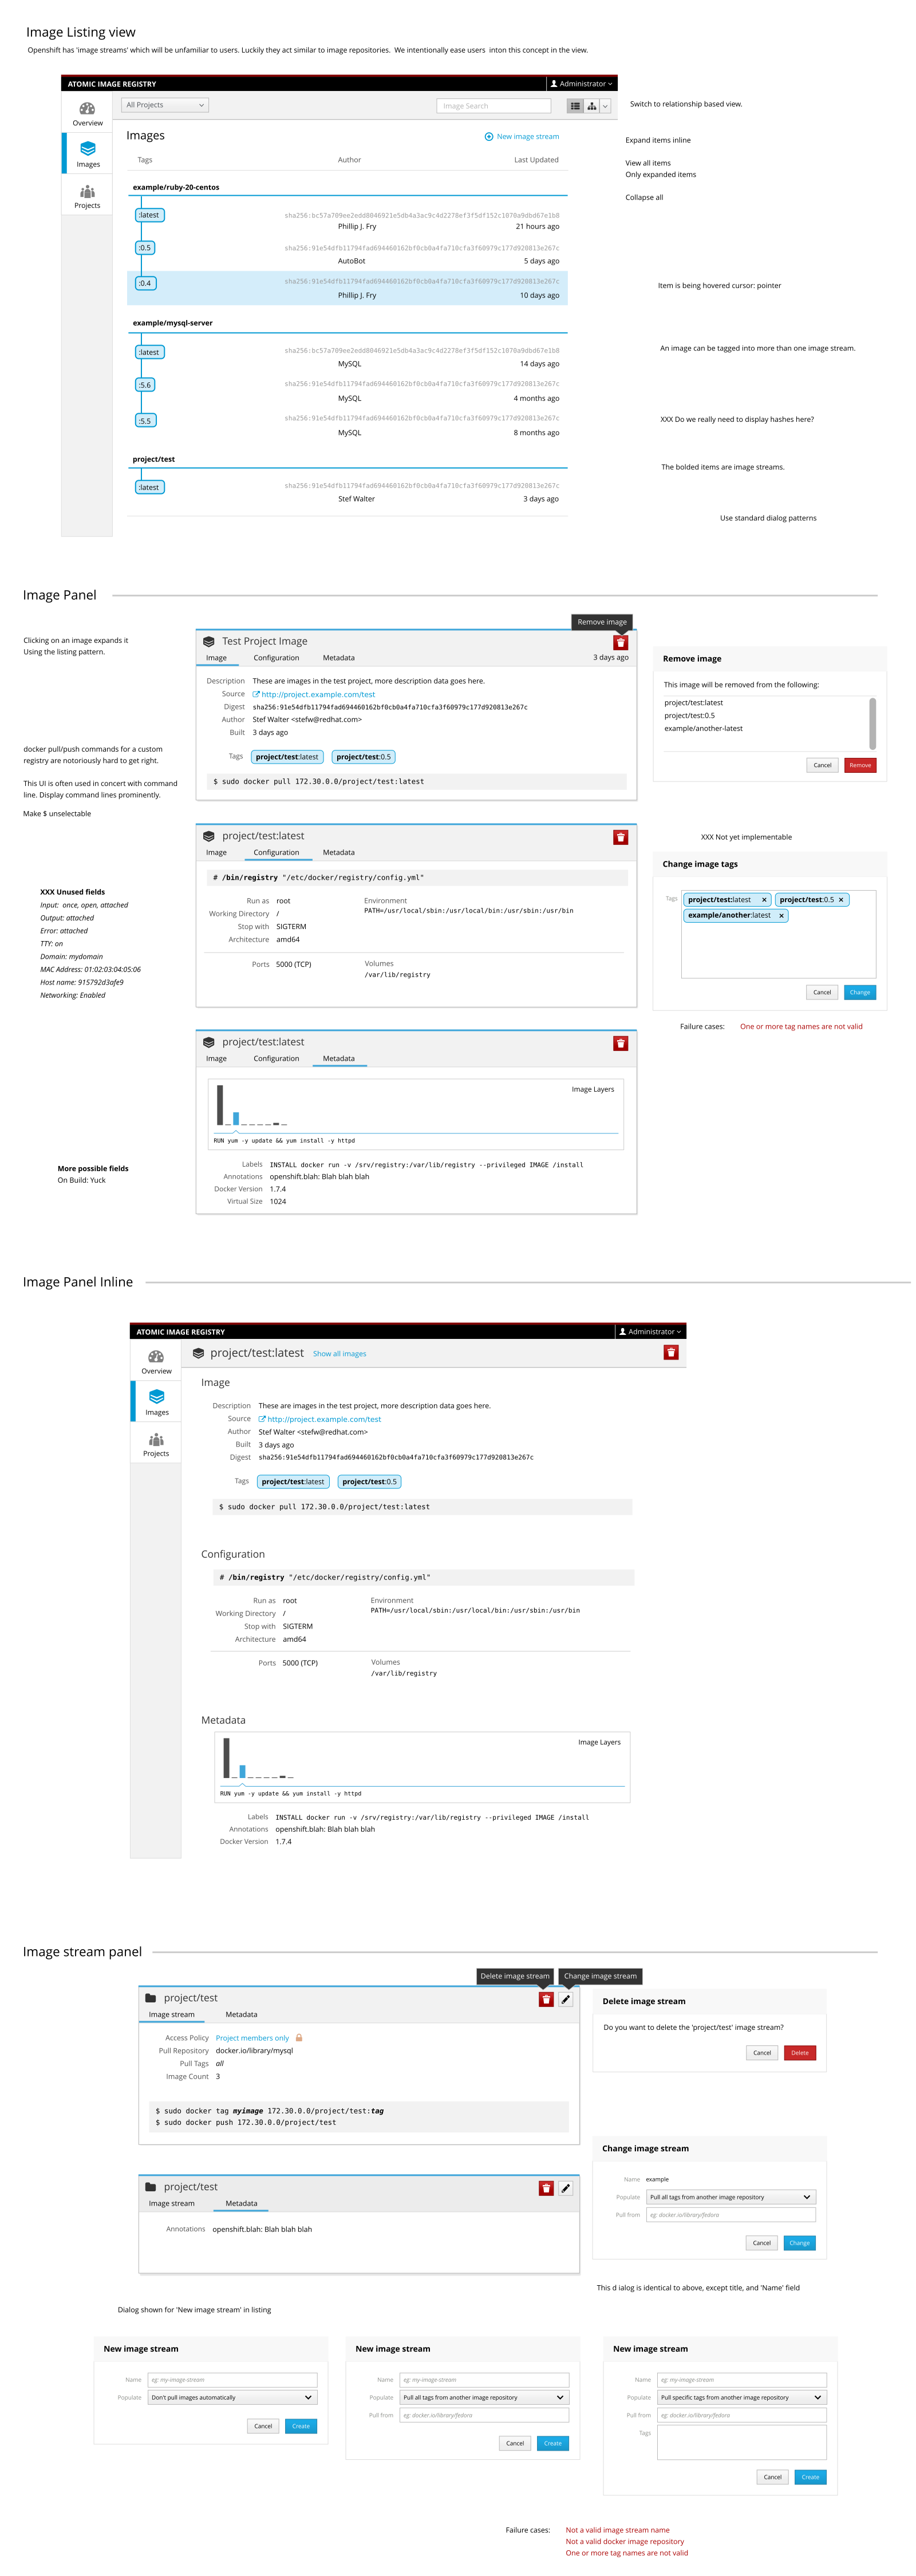 Image Listing view
Openshift has 'image streams' which will be unfamiliar to users. Luckily they act similar to image repositories.  We intentionally ease users  inton this concept in the view.
ATOMIC IMAGE REGISTRY
Administrator
Overview
Images
Projects
All Projects
Image Search
Images
New image stream
Tags Author Last Updated
example/ruby-20-centos
:latest sha256:bc57a709ee2edd8046921e5db4a3ac9c4d2278ef3f5df152c1070a9dbd67e1b8
Phillip J. Fry 21 hours ago
:0.5 sha256:91e54dfb11794fad694460162bf0cb0a4fa710cfa3f60979c177d920813e267c
AutoBot 5 days ago
:0.4 sha256:91e54dfb11794fad694460162bf0cb0a4fa710cfa3f60979c177d920813e267c
Phillip J. Fry 10 days ago
example/mysql-server
:latest sha256:bc57a709ee2edd8046921e5db4a3ac9c4d2278ef3f5df152c1070a9dbd67e1b8
MySQL 14 days ago
:5.6 sha256:91e54dfb11794fad694460162bf0cb0a4fa710cfa3f60979c177d920813e267c
MySQL 4 months ago
:5.5 sha256:91e54dfb11794fad694460162bf0cb0a4fa710cfa3f60979c177d920813e267c
MySQL 8 months ago
project/test
:latest sha256:91e54dfb11794fad694460162bf0cb0a4fa710cfa3f60979c177d920813e267c
Stef Walter 3 days ago
Switch to relationship based view.
Expand items inline
View all items
Only expanded items
Collapse all
Item is being hovered cursor: pointer
An image can be tagged into more than one image stream.
XXX Do we really need to display hashes here?
The bolded items are image streams.
Use standard dialog patterns
Image Panel
Clicking on an image expands it
Using the listing pattern.
docker pull/push commands for a custom
registry are notoriously hard to get right.
This UI is often used in concert with command
line. Display command lines prominently.
Make $ unselectable
Remove image
Test Project Image
Image Configuration Metadata 3 days ago
Description These are images in the test project, more description data goes here.
Source http://project.example.com/test
Digest sha256:91e54dfb11794fad694460162bf0cb0a4fa710cfa3f60979c177d920813e267c
Author Stef Walter <stefw@redhat.com>
Built 3 days ago
Tags project/test:latest project/test:0.5
$ sudo docker pull 172.30.0.0/project/test:latest
Remove image
This image will be removed from the following:
project/test:latest
project/test:0.5
example/another-latest
Cancel Remove
project/test:latest
Image Configuration Metadata
# /bin/registry "/etc/docker/registry/config.yml"
Run as root Environment
PATH=/usr/local/sbin:/usr/local/bin:/usr/sbin:/usr/bin
Working Directory /
Stop with SIGTERM
Architecture amd64
Ports 5000 (TCP) Volumes
/var/lib/registry
XXX Unused fields
Input:  once, open, attached
Output: attached
Error: attached
TTY: on
Domain: mydomain
MAC Address: 01:02:03:04:05:06
Host name: 915792d3afe9
Networking: Enabled
XXX Not yet implementable
Change image tags
Tags project/test:latest × project/test:0.5 ×
example/another:latest ×
Cancel Change
Failure cases: One or more tag names are not valid
project/test:latest
Image Configuration Metadata
Image Layers
RUN yum -y update && yum install -y httpd
Labels INSTALL docker run -v /srv/registry:/var/lib/registry --privileged IMAGE /install
Annotations openshift.blah: Blah blah blah
Docker Version 1.7.4
Virtual Size 1024
More possible fields
On Build: Yuck
Image Panel Inline
ATOMIC IMAGE REGISTRY
Administrator
Overview
Images
Projects
project/test:latest Show all images
Image
Description These are images in the test project, more description data goes here.
Source http://project.example.com/test
Author Stef Walter <stefw@redhat.com>
Built 3 days ago
Digest sha256:91e54dfb11794fad694460162bf0cb0a4fa710cfa3f60979c177d920813e267c
Tags project/test:latest project/test:0.5
$ sudo docker pull 172.30.0.0/project/test:latest
Configuration
# /bin/registry "/etc/docker/registry/config.yml"
Run as root Environment
PATH=/usr/local/sbin:/usr/local/bin:/usr/sbin:/usr/bin
Working Directory /
Stop with SIGTERM
Architecture amd64
Ports 5000 (TCP) Volumes
/var/lib/registry
Metadata
Image Layers
RUN yum -y update && yum install -y httpd
Labels INSTALL docker run -v /srv/registry:/var/lib/registry --privileged IMAGE /install
Annotations openshift.blah: Blah blah blah
Docker Version 1.7.4
Image stream panel
Delete image stream Change image stream
project/test
Image stream Metadata
Access Policy Project members only
Pull Repository docker.io/library/mysql
Pull Tags all
Image Count 3
$ sudo docker tag myimage 172.30.0.0/project/test:tag
$ sudo docker push 172.30.0.0/project/test
Delete image stream
Do you want to delete the 'project/test' image stream?
Cancel Delete
project/test
Image stream Metadata
Annotations openshift.blah: Blah blah blah
Change image stream
Name example
Populate Pull all tags from another image repository
Pull from eg: docker.io/library/fedora
Cancel Change
This d ialog is identical to above, except title, and 'Name' field
Dialog shown for 'New image stream' in listing
New image stream
Name eg: my-image-stream
Populate Don't pull images automatically
Cancel Create
New image stream
Name eg: my-image-stream
Populate Pull all tags from another image repository
Pull from eg: docker.io/library/fedora
Cancel Create
New image stream
Name eg: my-image-stream
Populate Pull specific tags from another image repository
Pull from eg: docker.io/library/fedora
Tags
Cancel Create
Failure cases: Not a valid image stream name
Not a valid docker image repository
One or more tag names are not valid